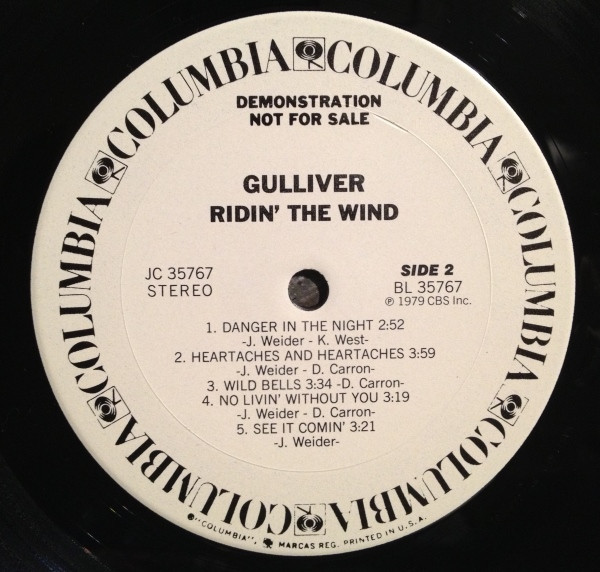 COLUMBIA COLUMBIA COLUMBIA COLUMBIA COLUMBIA COLUMBIA COLUMBIA COLUMBIA
DEMONSTRATION
NOT FOR SALE
GULLIVER
RIDIN' THE WIND
JC 35767
STEREO
SIDE 2
BL 35767
℗ 1979 CBS Inc.
1. DANGER IN THE NIGHT 2:52
-J. Weider - K. West-
2. HEARTACHES AND HEARTACHES 3:59
-J. Weider - D. Carron-
3. WILD BELLS 3:34 -D. Carron-
4. NO LIVIN' WITHOUT YOU 3:19
-J. Weider - D. Carron-
5. SEE IT COMIN' 3:21
-J. Weider-
"COLUMBIA", MARCAS REG. PRINTED IN U.S.A.